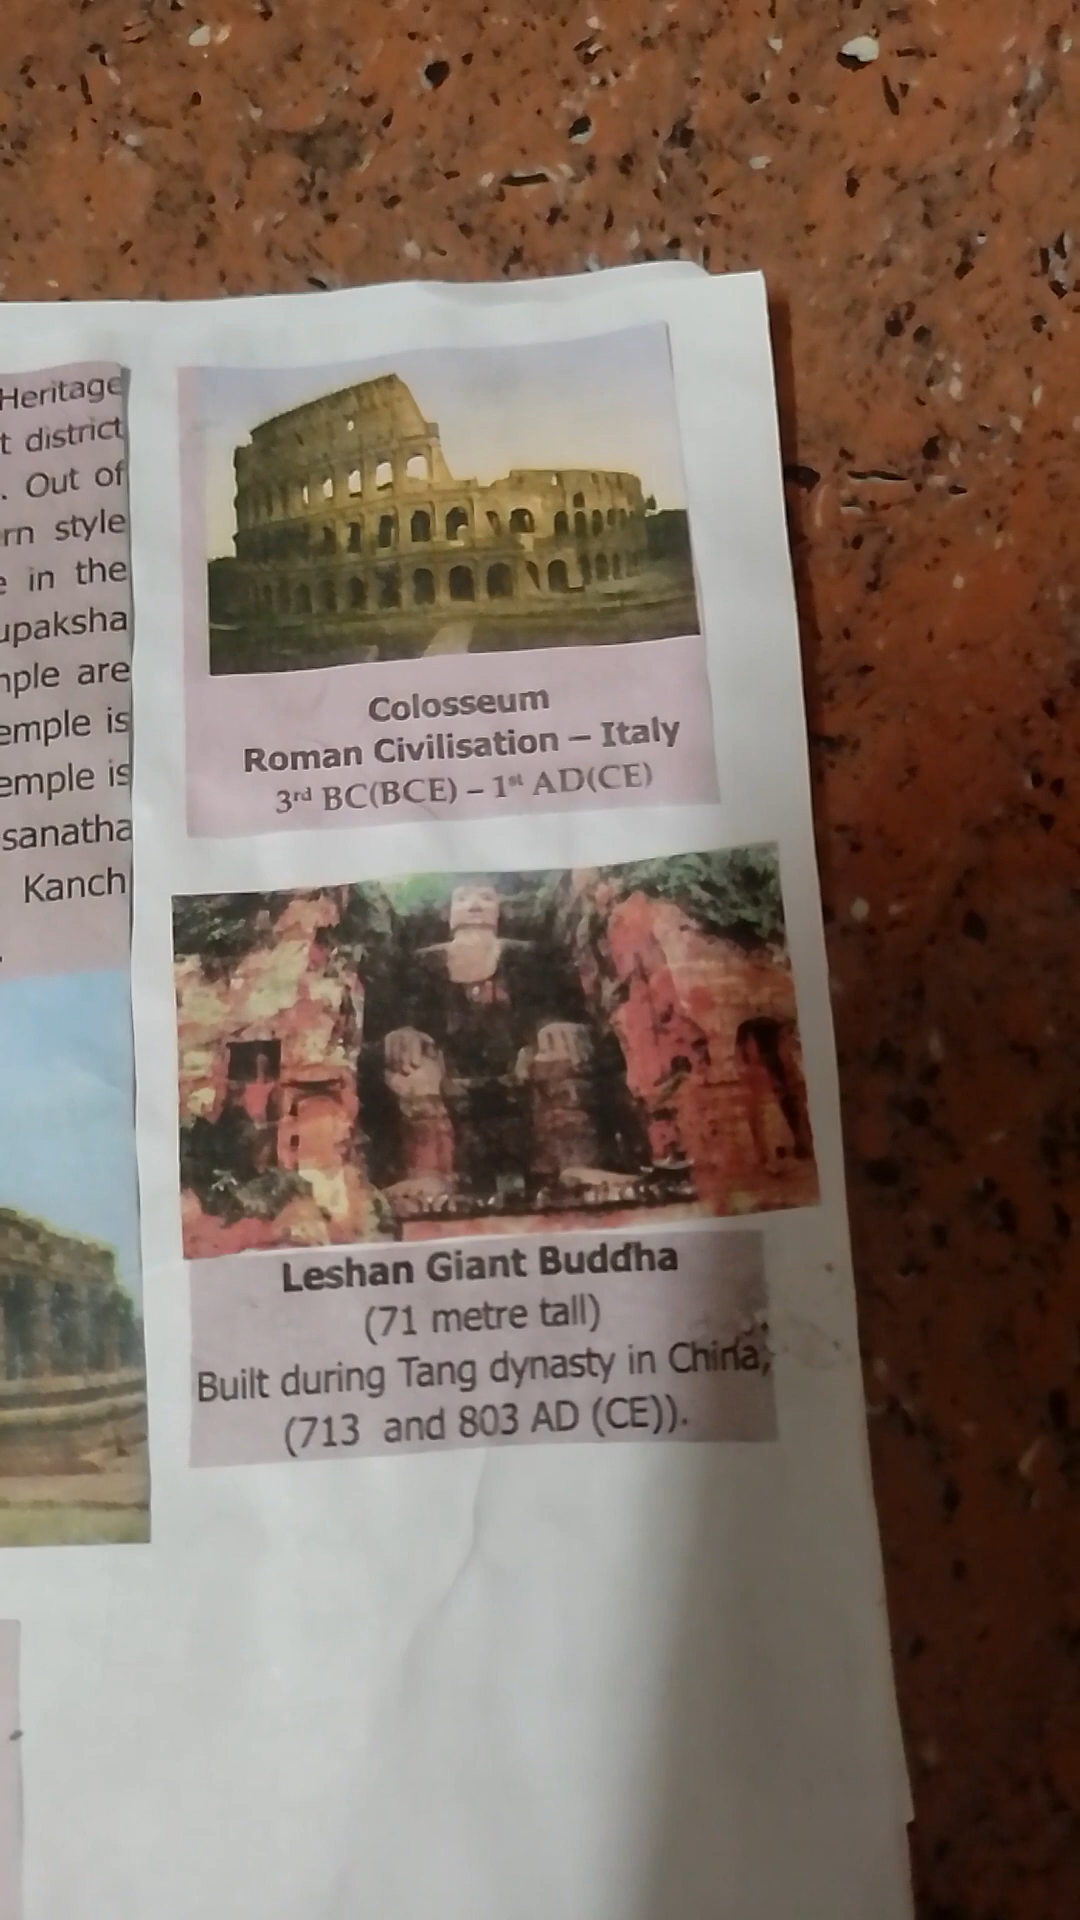 Heritage
t district
. Out of
rn style
e in the
upaksha
mple are
emple is
emple is
sanatha
Kanch
.
Colosseum
Roman Civilisation – Italy
3rd BC(BCE) – 1st AD(CE)
Leshan Giant Buddha
(71 metre tall)
Built during Tang dynasty in China,
(713 and 803 AD (CE)).